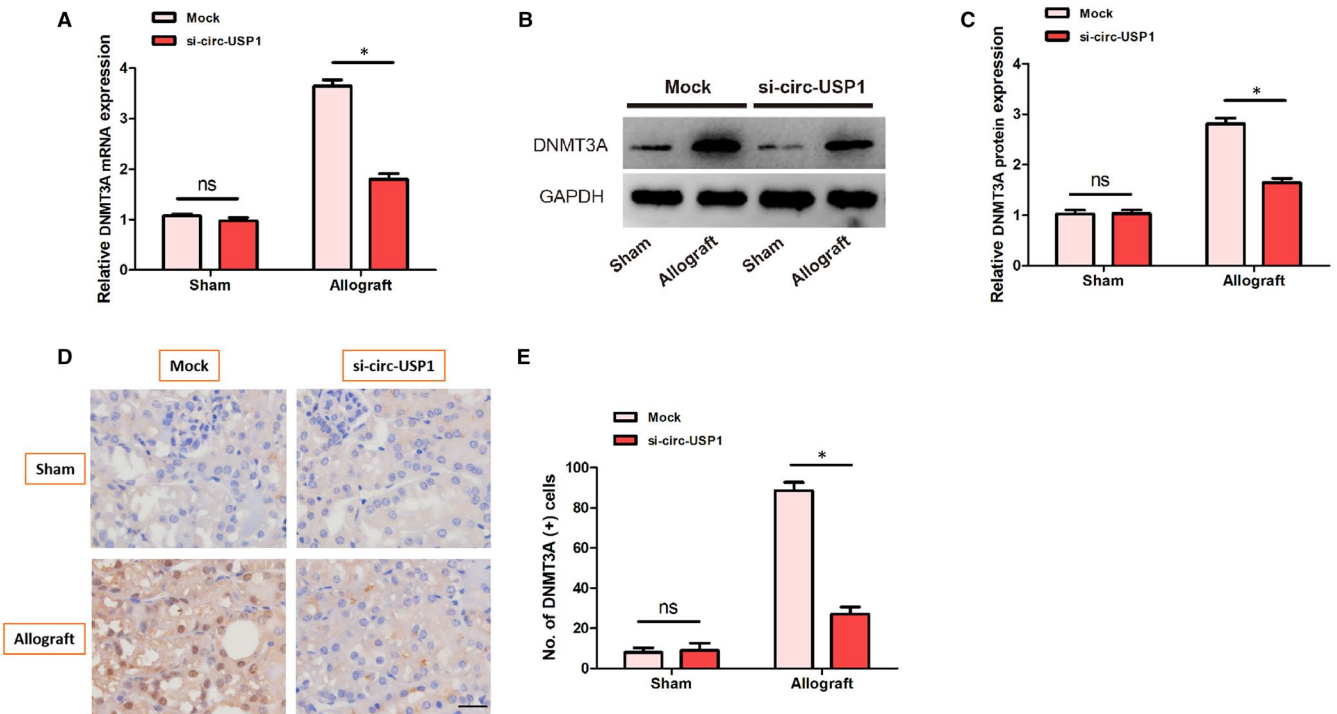 A
Mock
si-circ-USP1
Relative DNMT3A mRNA expression
4
3
2
1
0
ns
*
Sham
Allograft
B
Mock
si-circ-USP1
DNMT3A
GAPDH
Sham
Allograft
Sham
Allograft
C
Mock
si-circ-USP1
Relative DNMT3A protein expression
4
3
2
1
0
ns
*
Sham
Allograft
D
Mock
si-circ-USP1
Sham
Allograft
E
Mock
si-circ-USP1
No. of DNMT3A (+) cells
100
80
60
40
20
0
ns
*
Sham
Allograft